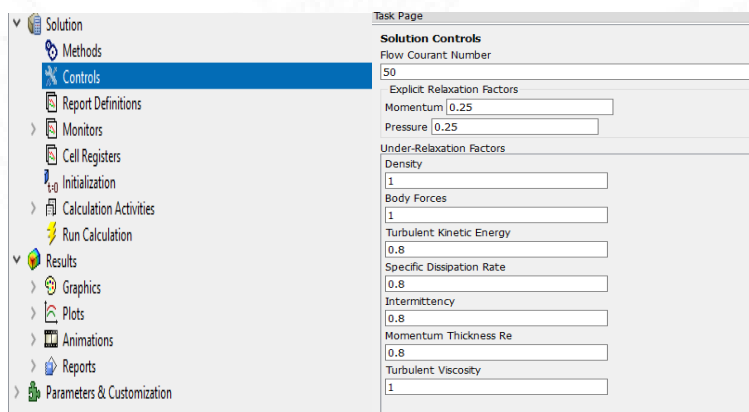 Solution
Methods
Controls
Report Definitions
Monitors
Cell Registers
t=0 Initialization
Calculation Activities
Run Calculation
Results
Graphics
Plots
Animations
Reports
Parameters & Customization
Task Page
Solution Controls
Flow Courant Number
50
Explicit Relaxation Factors
Momentum 0.25
Pressure 0.25
Under-Relaxation Factors
Density
1
Body Forces
1
Turbulent Kinetic Energy
0.8
Specific Dissipation Rate
0.8
Intermittency
0.8
Momentum Thickness Re
0.8
Turbulent Viscosity
1